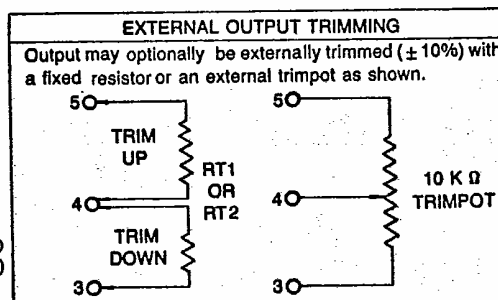 EXTERNAL OUTPUT TRIMMING
Output may optionally be externally trimmed (±10%) with
a fixed resistor or an external trimpot as shown.
5
TRIM
UP
4
RT1
OR
RT2
TRIM
DOWN
3
5
4
10 K Ω
TRIMPOT
3